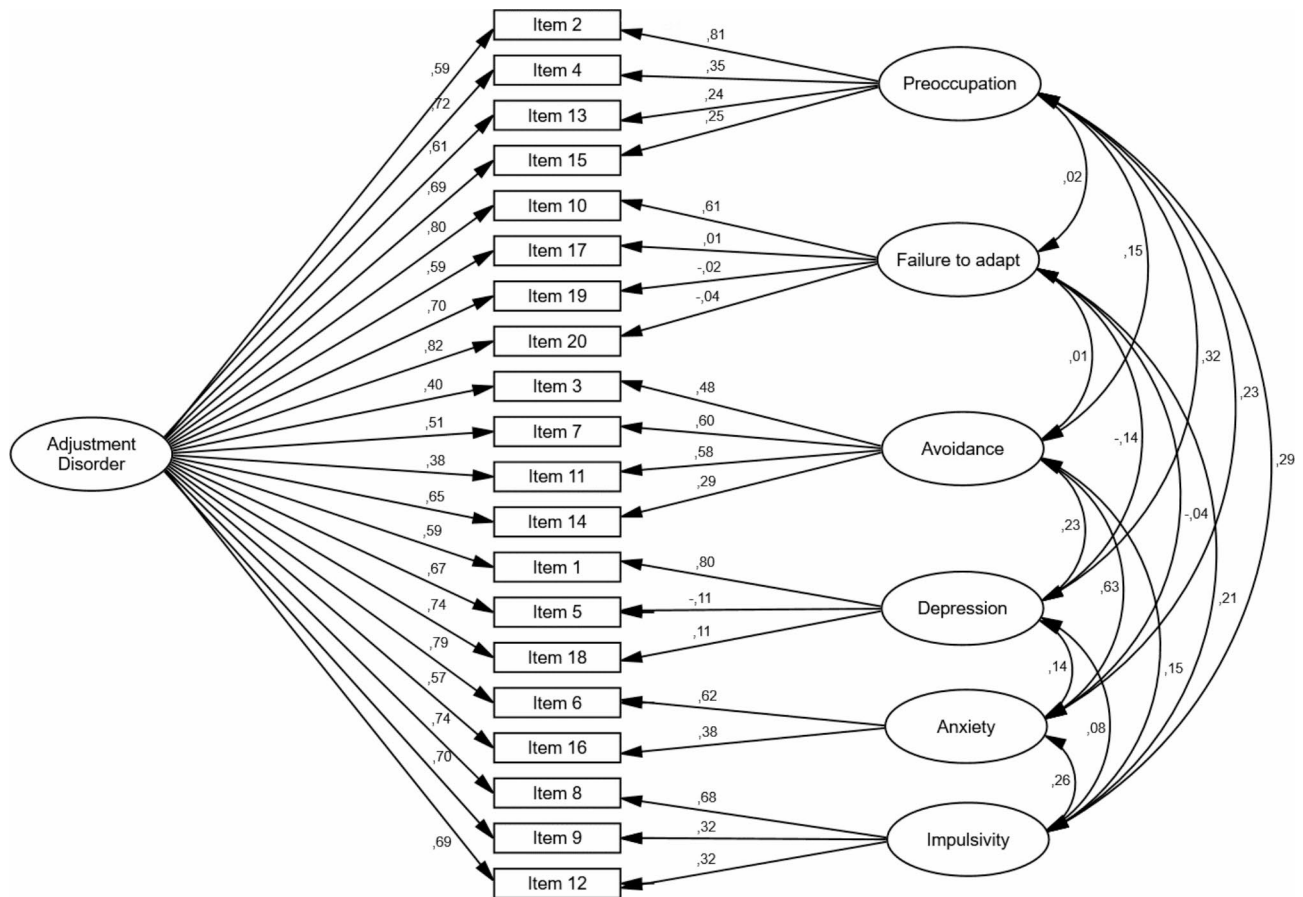 Item 2
,81
,59
Item 4
,35
Preoccupation
,72
Item 13
,24
,25
,61
Item 15
,02
,69
Item 10
,61
,80
Item 17
,01
,15
Failure to adapt
,59
Item 19
-,02
,70
-,04
Item 20
,82
,01
,32
Item 3
,40
,48
,23
Item 7
,51
,60
Adjustment
Disorder
Avoidance
-,14
,29
Item 11
,38
,58
,29
Item 14
,65
-,04
,23
Item 1
,59
,80
,63
,21
Item 5
,67
-,11
Depression
Item 18
,74
,11
,14
,15
Item 6
,79
,62
Anxiety
Item 16
,57
,38
,08
Item 8
,74
,68
,26
,70
Item 9
,32
Impulsivity
,69
Item 12
,32